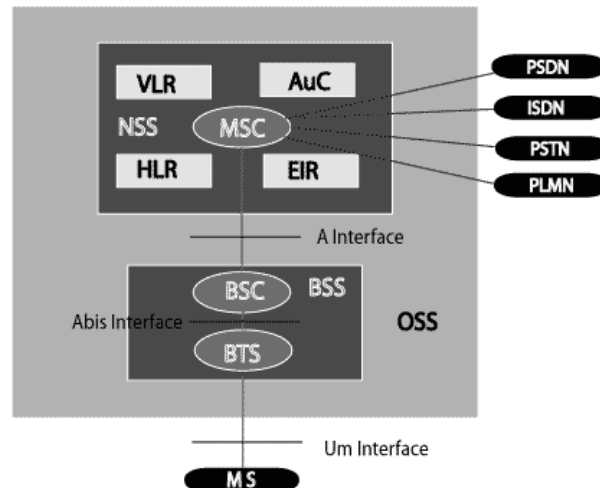 VLR
AuC
PSDN
ISDN
NSS
MSC
PSTN
HLR
EIR
PLMN
A Interface
BSC
BSS
Abis Interface
OSS
BTS
Um Interface
MS